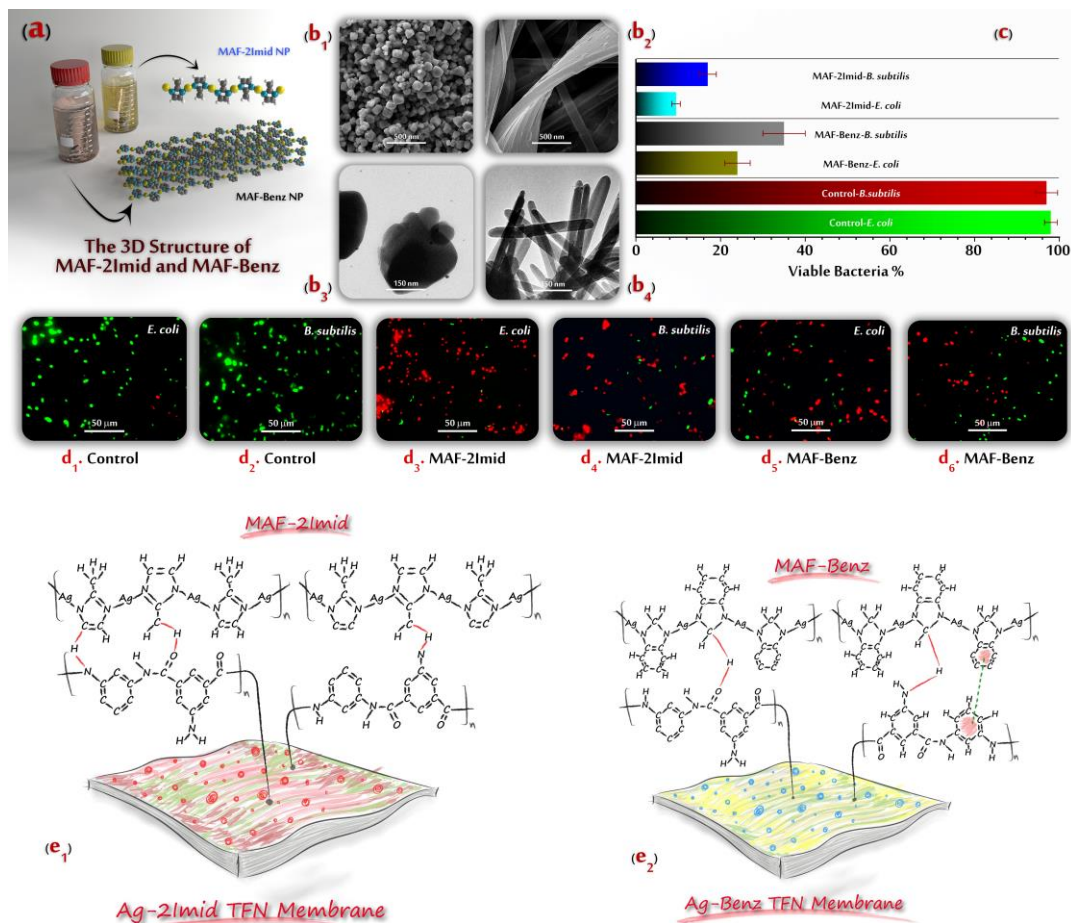 (a)
MAF-2Imid NP
MAF-Benz NP
The 3D Structure of
MAF-2Imid and MAF-Benz
(b1)
500 nm
500 nm
(b2)
(b3)
150 nm
150 nm
(b4)
(c)
MAF-2Imid-B. subtilis
MAF-2Imid-E. coli
MAF-Benz-B. subtilis
MAF-Benz-E. coli
Control-B.subtilis
Control-E. coli
0 20 40 60 80 100
Viable Bacteria %
E. coli
50 µm
d1. Control
B. subtilis
50 µm
d2. Control
E. coli
50 µm
d3. MAF-2Imid
B. subtilis
50 µm
d4. MAF-2Imid
E. coli
50 µm
d5. MAF-Benz
B. subtilis
50 µm
d6. MAF-Benz
MAF-2Imid
(e1)
Ag-2Imid TFN Membrane
MAF-Benz
(e2)
Ag-Benz TFN Membrane